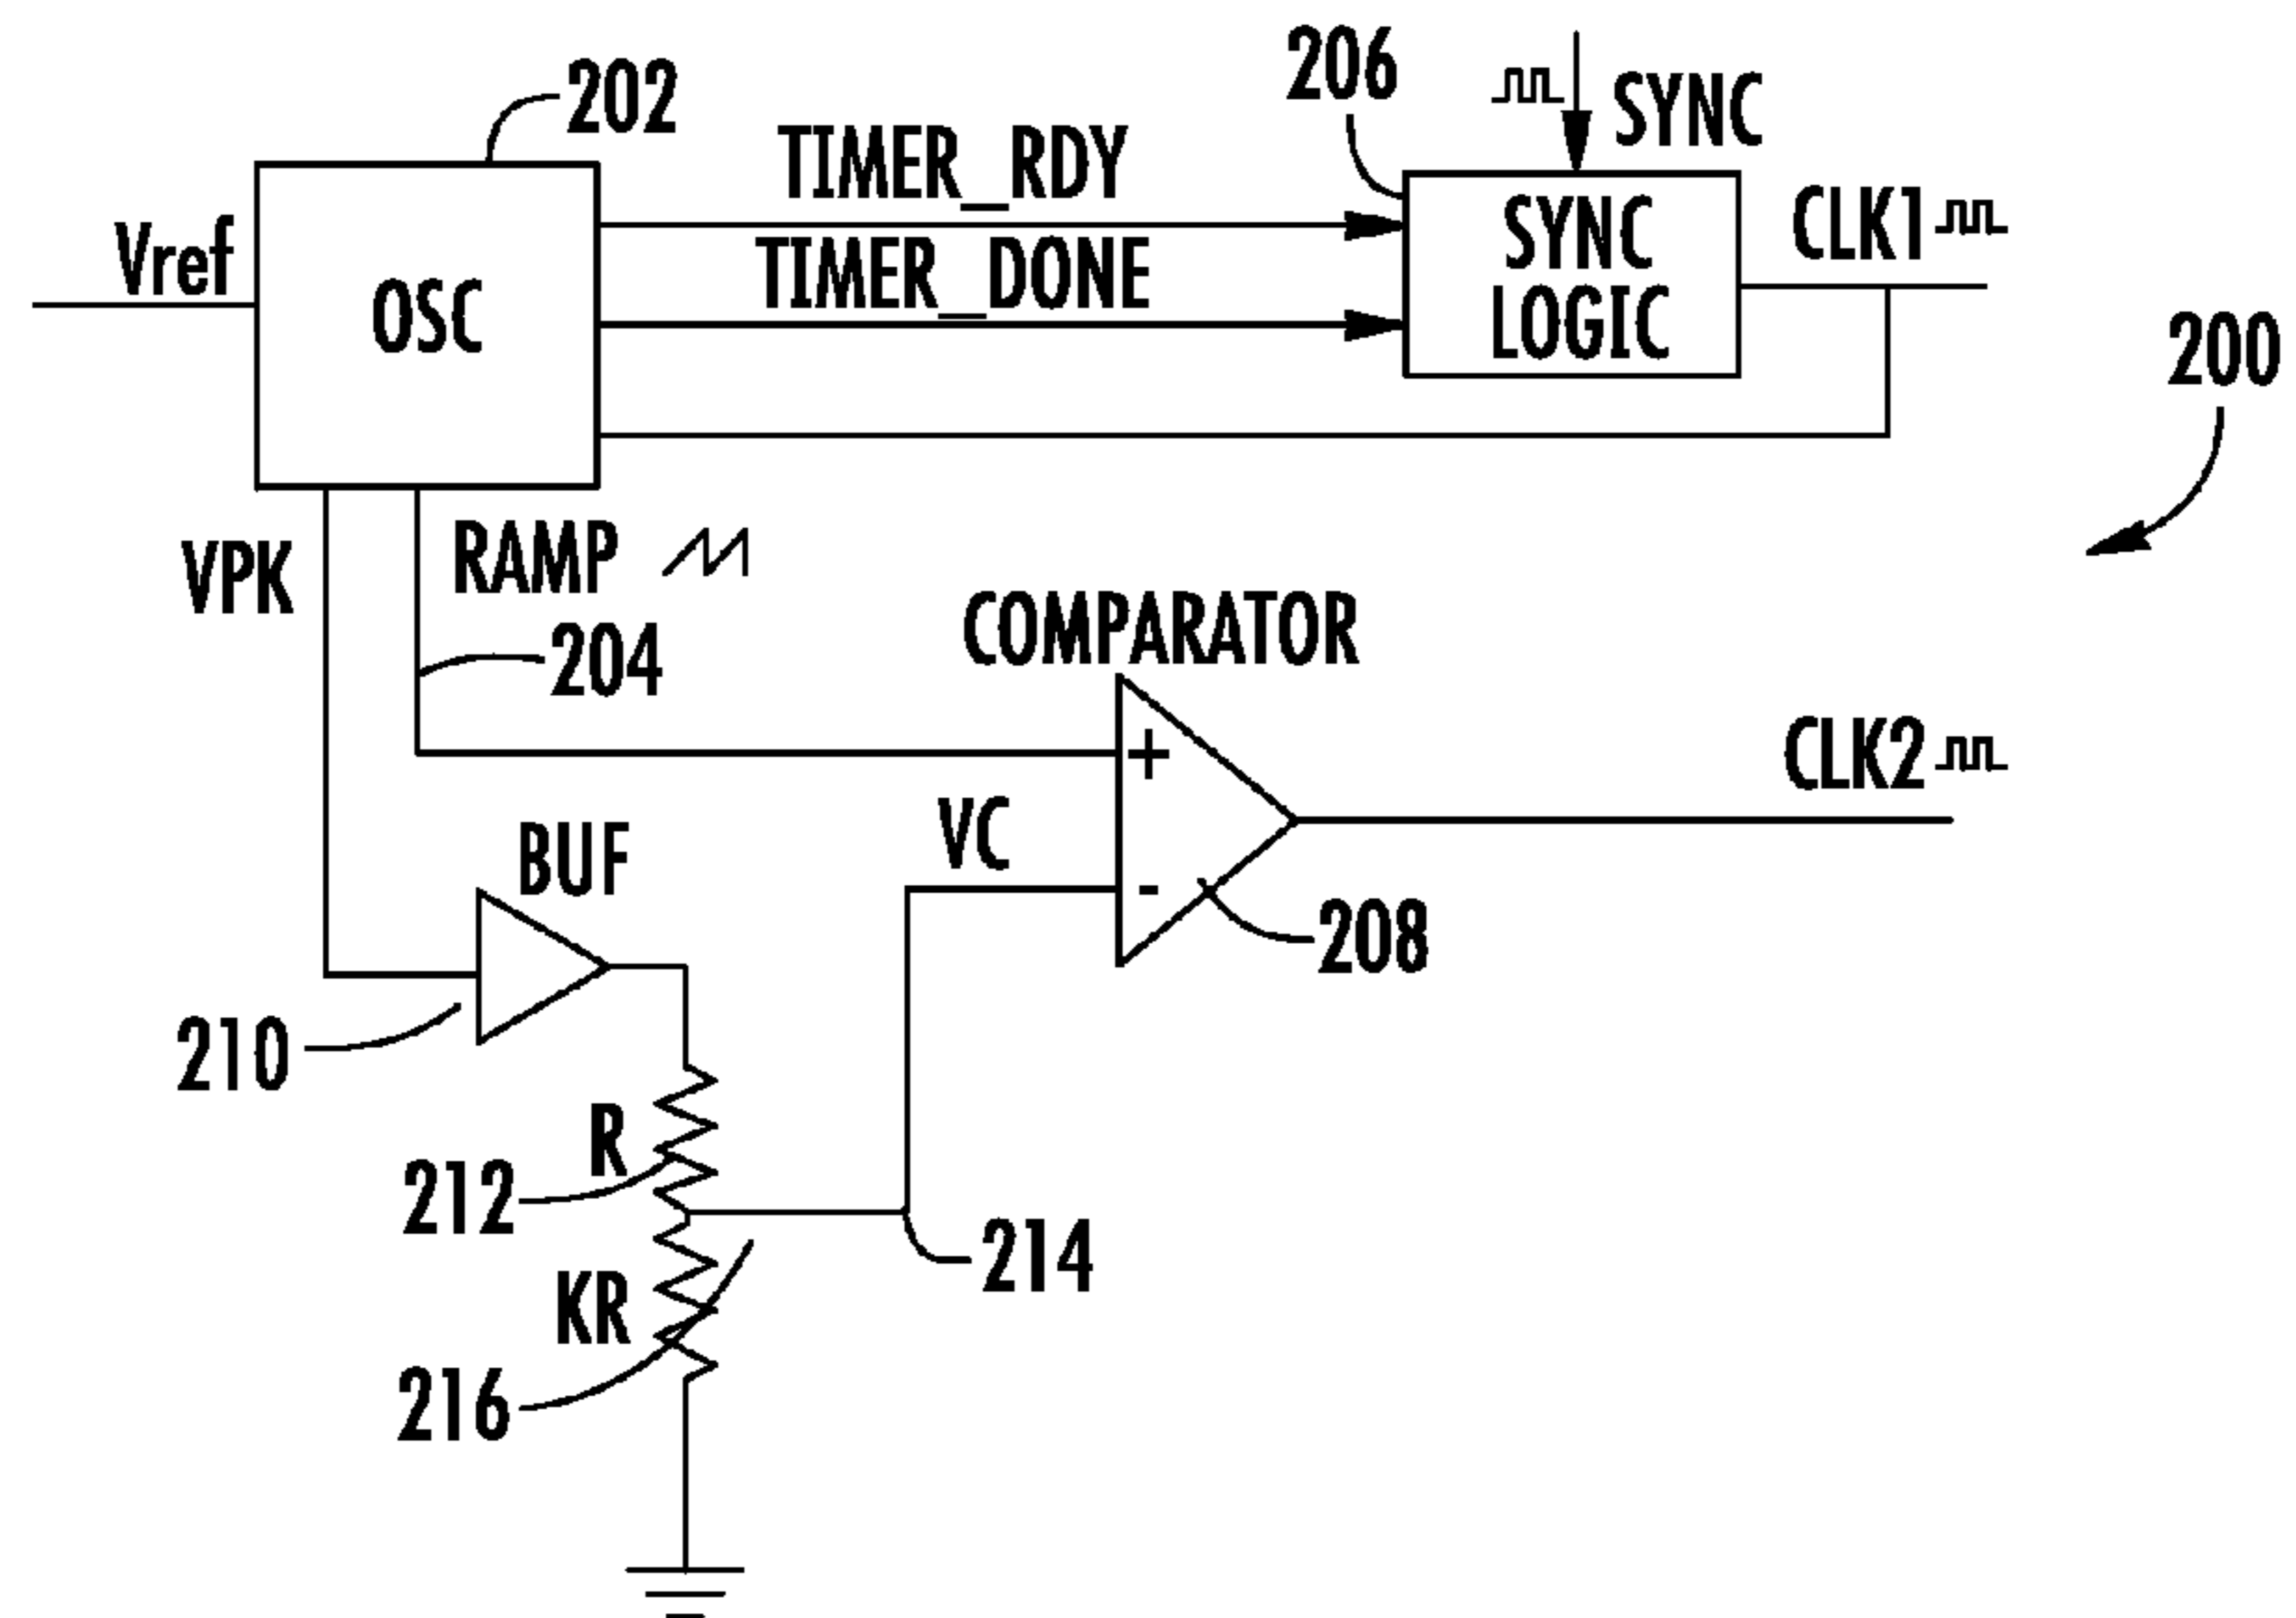 202
206
SYNC
TIMER_RDY
Vref
OSC
TIMER_DONE
SYNC
LOGIC
CLK1
200
VPK
RAMP
204
COMPARATOR
+
CLK2
VC
BUF
-
208
210
R
212
214
KR
216